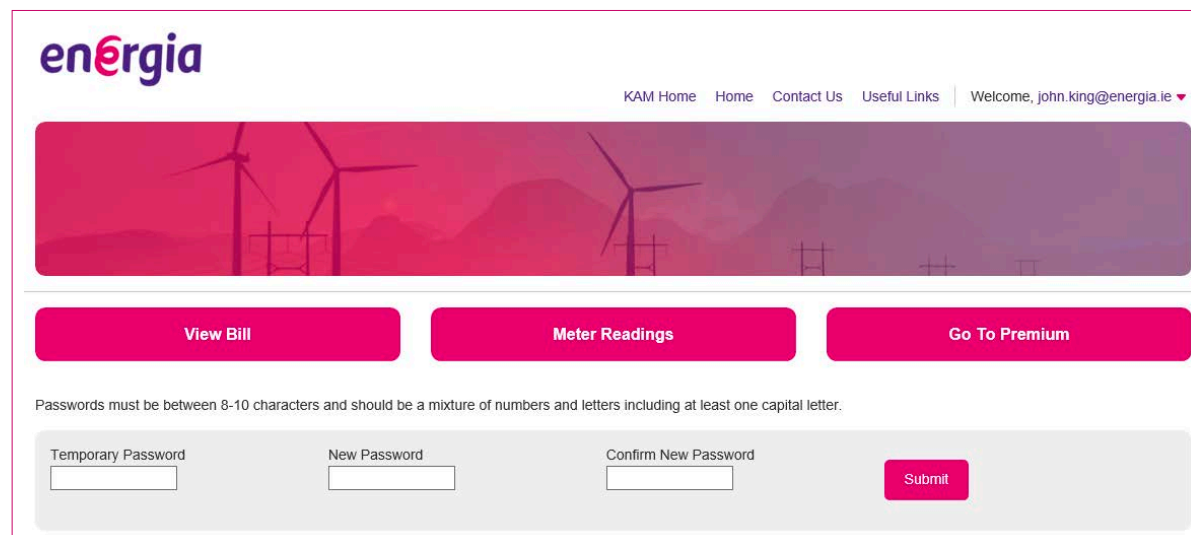 energia
KAM Home Home Contact Us Useful Links Welcome, john.king@energia.ie
View Bill Meter Readings Go To Premium
Passwords must be between 8-10 characters and should be a mixture of numbers and letters including at least one capital letter.
Temporary Password New Password Confirm New Password
Submit